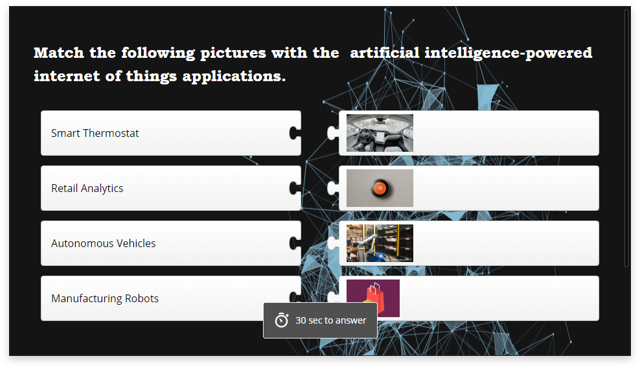 Match the following pictures with the artificial intelligence-powered
internet of things applications.
Smart Thermostat
Retail Analytics
Autonomous Vehicles
Manufacturing Robots
30 sec to answer